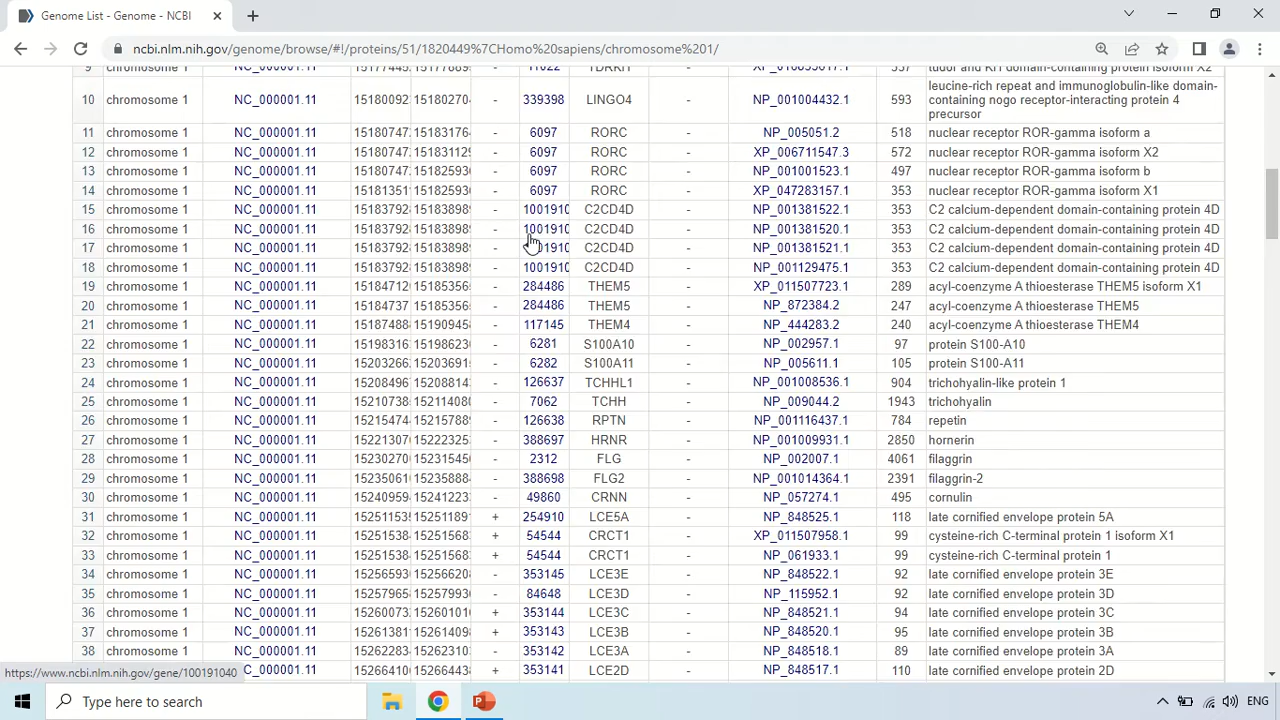 Genome List - Genome - NCBI
ncbi.nlm.nih.gov/genome/browse/#!/proteins/51/1820449%7CHomo%20sapiens/chromosome%201/
9 chromosome 1 NC_000001.11 - 11022 TDRKH -
10 chromosome 1 NC_000001.11 15180092 15180270 - 339398 LINGO4 - NP_001004432.1 593 leucine-rich repeat and immunoglobulin-like domain-containing nogo receptor-interacting protein 4 precursor
11 chromosome 1 NC_000001.11 15180747 15183176 - 6097 RORC - NP_005051.2 518 nuclear receptor ROR-gamma isoform a
12 chromosome 1 NC_000001.11 15180747 15183112 - 6097 RORC - XP_006711547.3 572 nuclear receptor ROR-gamma isoform X2
13 chromosome 1 NC_000001.11 15180747 15182593 - 6097 RORC - NP_001001523.1 497 nuclear receptor ROR-gamma isoform b
14 chromosome 1 NC_000001.11 15181351 15182593 - 6097 RORC - XP_047283157.1 353 nuclear receptor ROR-gamma isoform X1
15 chromosome 1 NC_000001.11 15183792 15183898 - 1001910 C2CD4D - NP_001381522.1 353 C2 calcium-dependent domain-containing protein 4D
16 chromosome 1 NC_000001.11 15183792 15183898 - 1001910 C2CD4D - NP_001381520.1 353 C2 calcium-dependent domain-containing protein 4D
17 chromosome 1 NC_000001.11 15183792 15183898 - 1001910 C2CD4D - NP_001381521.1 353 C2 calcium-dependent domain-containing protein 4D
18 chromosome 1 NC_000001.11 15183792 15183898 - 1001910 C2CD4D - NP_001129475.1 353 C2 calcium-dependent domain-containing protein 4D
19 chromosome 1 NC_000001.11 15184712 15185356 - 284486 THEM5 - XP_011507723.1 289 acyl-coenzyme A thioesterase THEM5 isoform X1
20 chromosome 1 NC_000001.11 15184737 15185356 - 284486 THEM5 - NP_872384.2 247 acyl-coenzyme A thioesterase THEM5
21 chromosome 1 NC_000001.11 15187488 15190945 - 117145 THEM4 - NP_444283.2 240 acyl-coenzyme A thioesterase THEM4
22 chromosome 1 NC_000001.11 15198316 15198623 - 6281 S100A10 - NP_002957.1 97 protein S100-A10
23 chromosome 1 NC_000001.11 15203266 15203691 - 6282 S100A11 - NP_005611.1 105 protein S100-A11
24 chromosome 1 NC_000001.11 15208496 15208814 - 126637 TCHHL1 - NP_001008536.1 904 trichohyalin-like protein 1
25 chromosome 1 NC_000001.11 15210738 15211408 - 7062 TCHH - NP_009044.2 1943 trichohyalin
26 chromosome 1 NC_000001.11 15215474 15215788 - 126638 RPTN - NP_001116437.1 784 repetin
27 chromosome 1 NC_000001.11 15221307 15222325 - 388697 HRNR - NP_001009931.1 2850 hornerin
28 chromosome 1 NC_000001.11 15230270 15231545 - 2312 FLG - NP_002007.1 4061 filaggrin
29 chromosome 1 NC_000001.11 15235061 15235888 - 388698 FLG2 - NP_001014364.1 2391 filaggrin-2
30 chromosome 1 NC_000001.11 15240959 15241223 - 49860 CRNN - NP_057274.1 495 cornulin
31 chromosome 1 NC_000001.11 15251153 15251189 + 254910 LCE5A - NP_848525.1 118 late cornified envelope protein 5A
32 chromosome 1 NC_000001.11 15251538 15251568 + 54544 CRCT1 - XP_011507958.1 99 cysteine-rich C-terminal protein 1 isoform X1
33 chromosome 1 NC_000001.11 15251538 15251568 + 54544 CRCT1 - NP_061933.1 99 cysteine-rich C-terminal protein 1
34 chromosome 1 NC_000001.11 15256593 15256620 - 353145 LCE3E - NP_848522.1 92 late cornified envelope protein 3E
35 chromosome 1 NC_000001.11 15257965 15257993 - 84648 LCE3D - NP_115952.1 92 late cornified envelope protein 3D
36 chromosome 1 NC_000001.11 15260073 15260101 + 353144 LCE3C - NP_848521.1 94 late cornified envelope protein 3C
37 chromosome 1 NC_000001.11 15261381 15261409 + 353143 LCE3B - NP_848520.1 95 late cornified envelope protein 3B
38 chromosome 1 NC_000001.11 15262283 15262310 - 353142 LCE3A - NP_848518.1 89 late cornified envelope protein 3A
39 chromosome 1 NC_000001.11 15266410 15266443 + 353141 LCE2D - NP_848517.1 110 late cornified envelope protein 2D
https://www.ncbi.nlm.nih.gov/gene/100191040
Type here to search
ENG